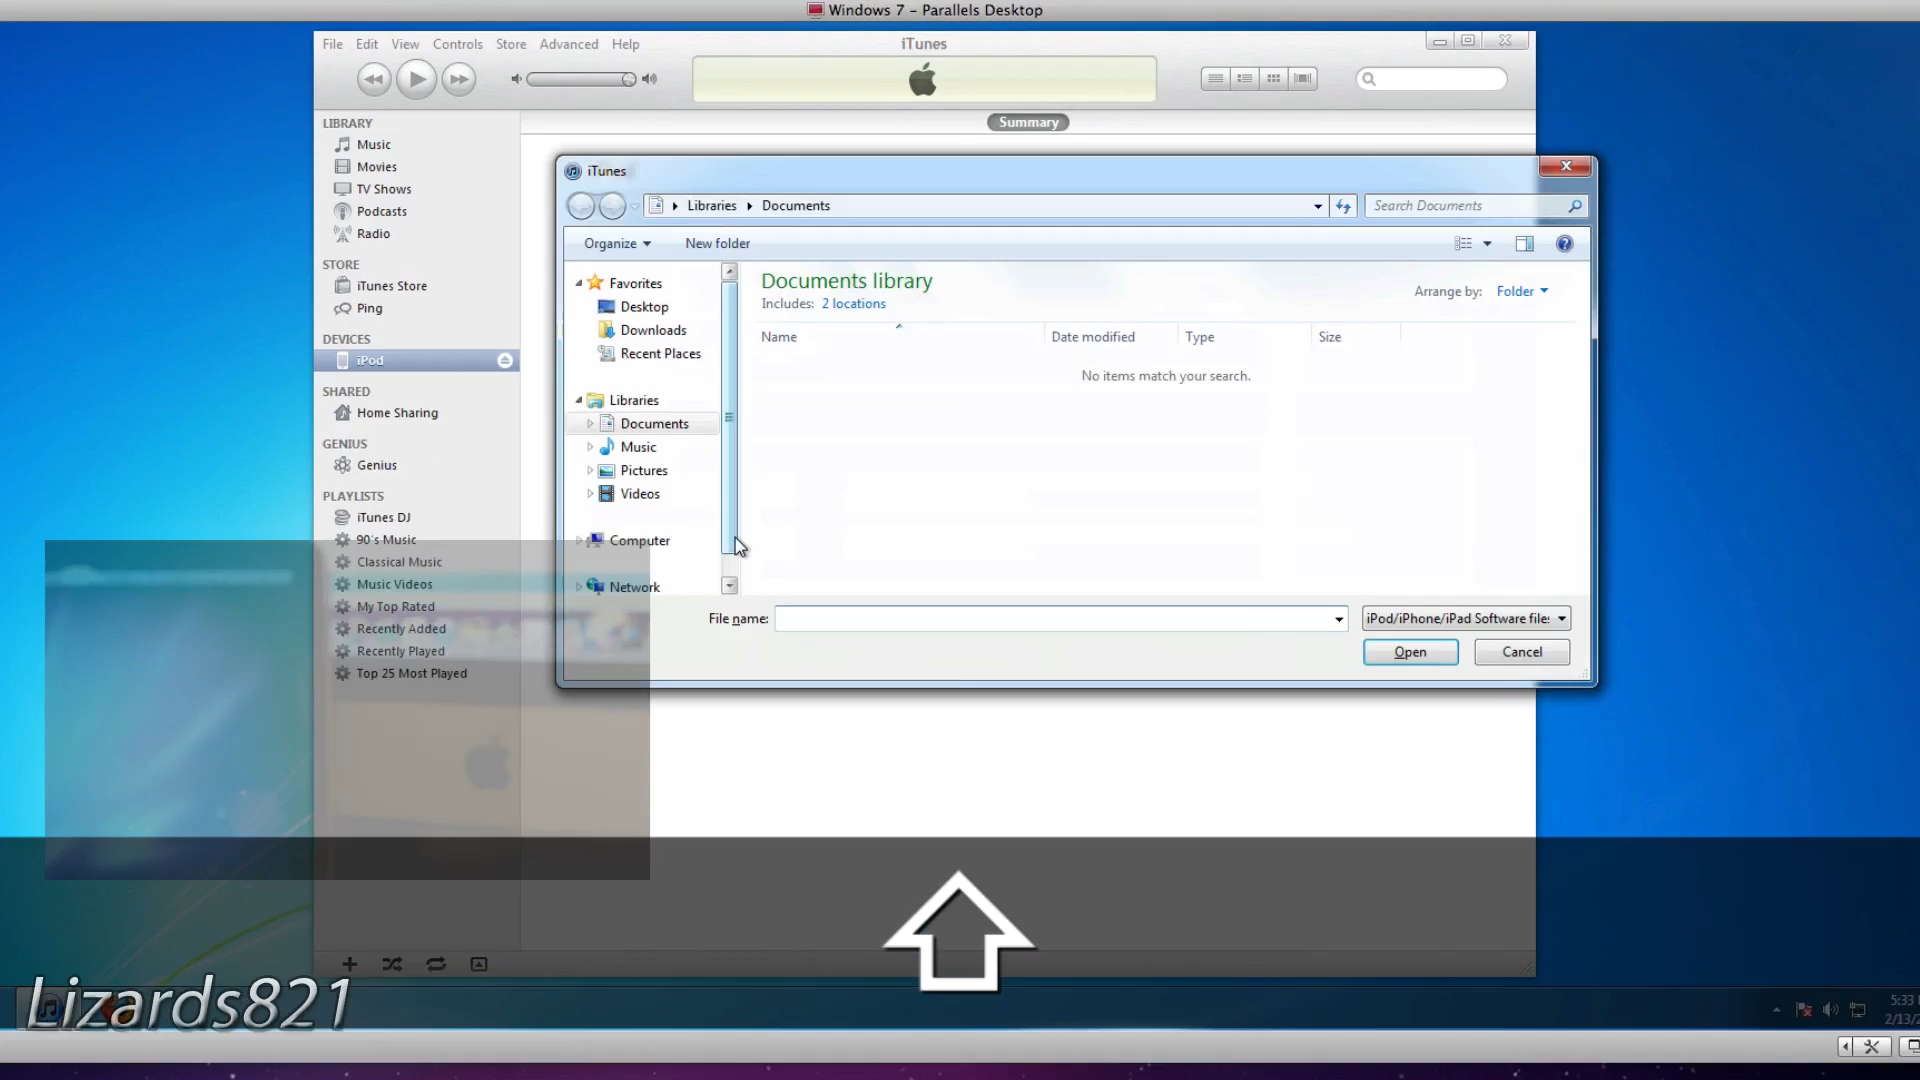 Windows 7 - Parallels Desktop
File Edit View Controls Store Advanced Help
iTunes
Summary
LIBRARY
Music
Movies
TV Shows
Podcasts
Radio
STORE
iTunes Store
Ping
DEVICES
iPod
SHARED
Home Sharing
GENIUS
Genius
PLAYLISTS
iTunes DJ
90's Music
Classical Music
Music Videos
My Top Rated
Recently Added
Recently Played
Top 25 Most Played
iTunes
Libraries Documents
Search Documents
Organize New folder
Favorites
Desktop
Downloads
Recent Places
Libraries
Documents
Music
Pictures
Videos
Computer
Network
Documents library
Includes: 2 locations
Arrange by: Folder
Name Date modified Type Size
No items match your search.
File name:
iPod/iPhone/iPad Software file
Open Cancel
Lizards821
5:33
2/13/2